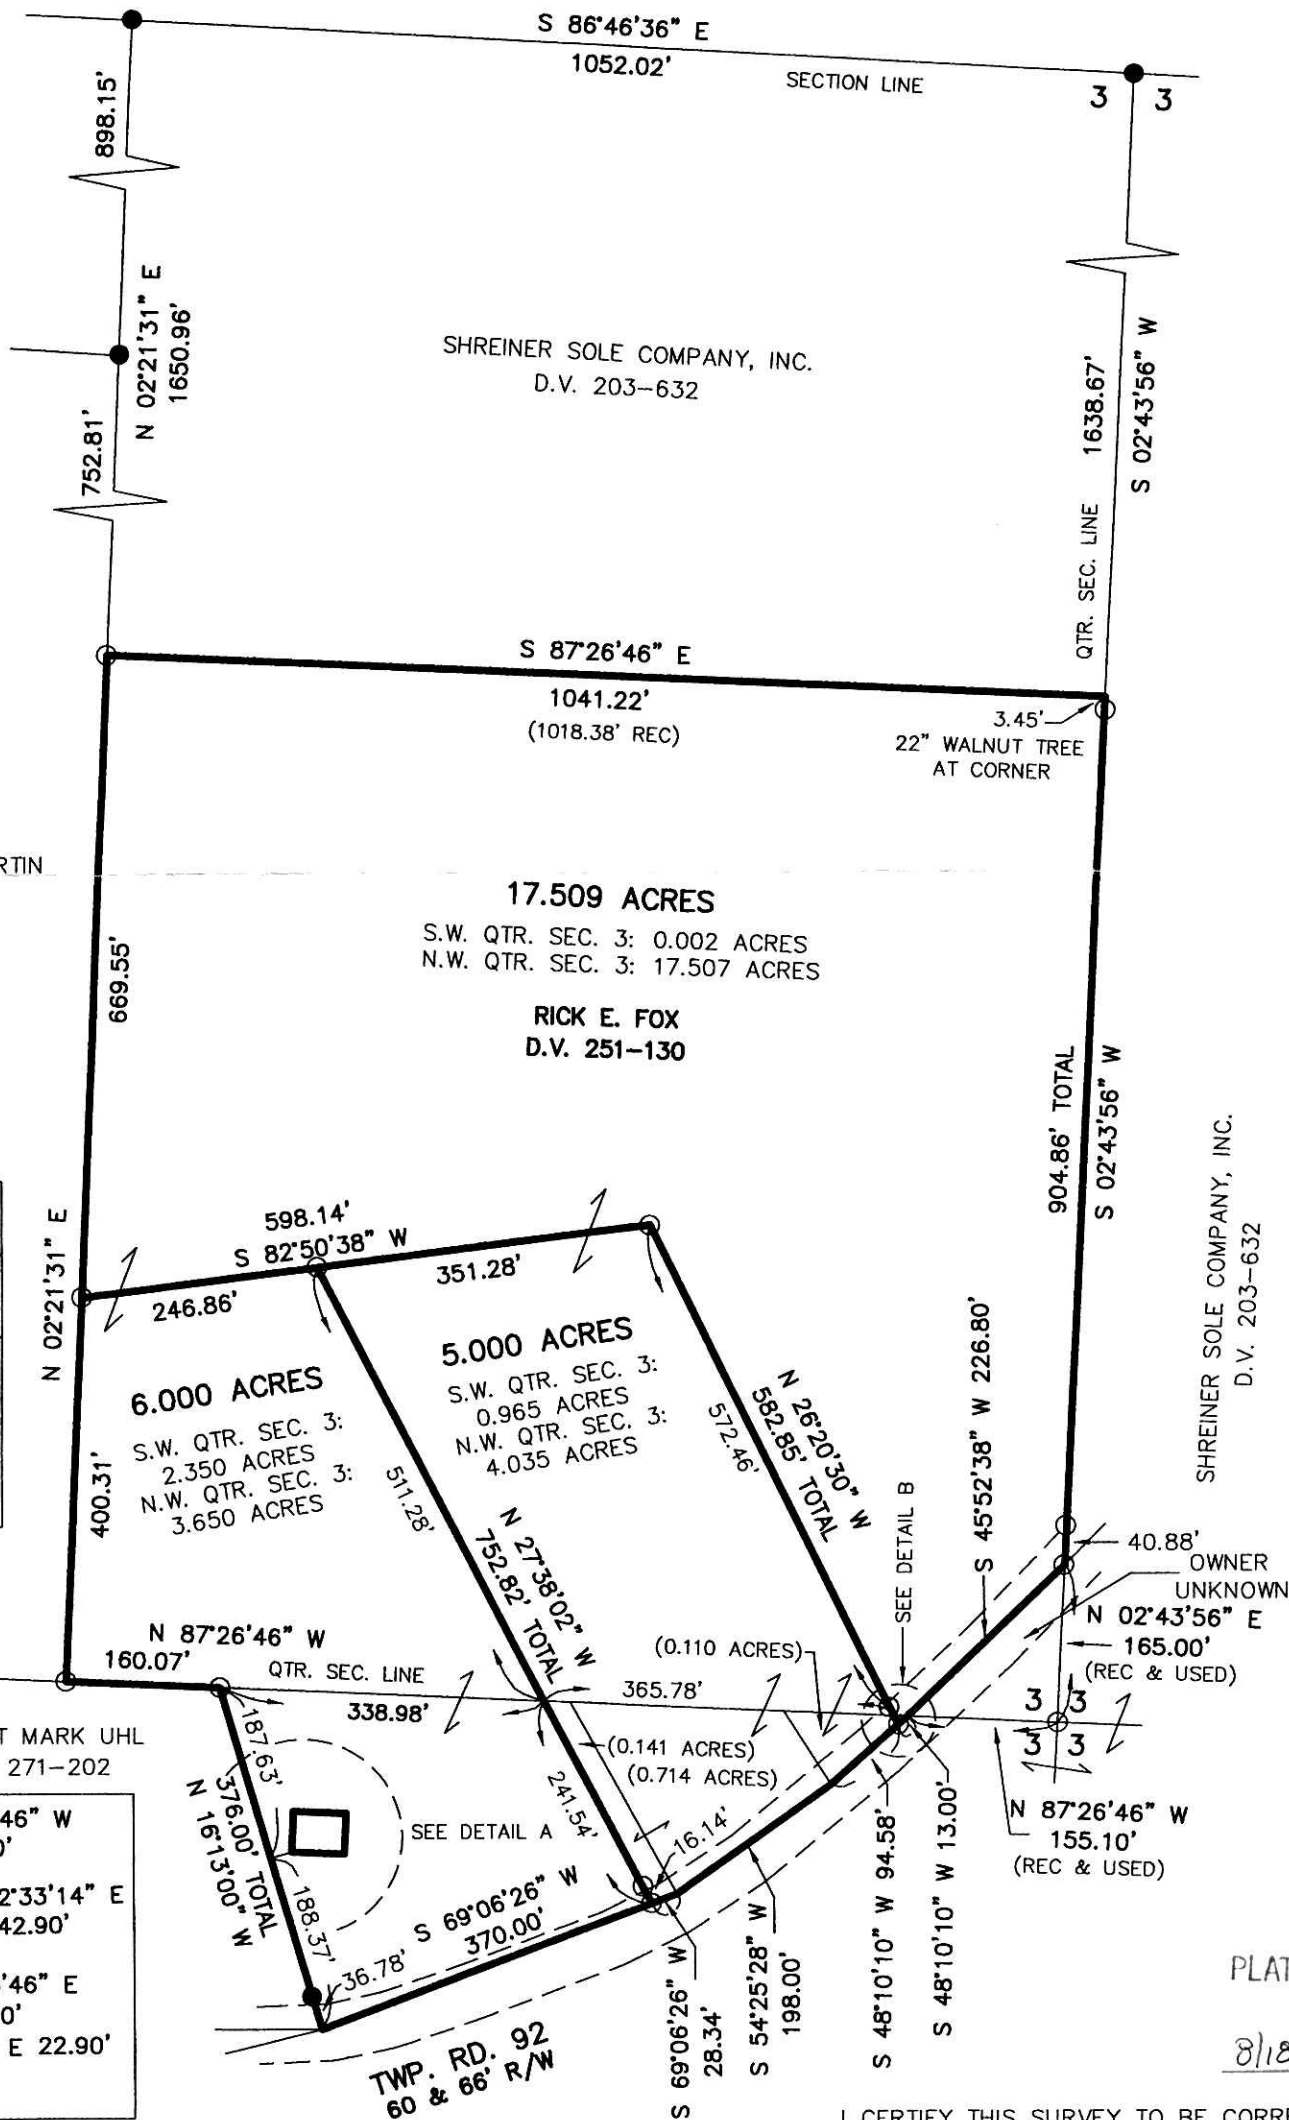 S 86°46'36" E
1052.02'
SECTION LINE
3 3
898.15'
N 02°21'31" E
1650.96'
752.81'
SHREINER SOLE COMPANY, INC.
D.V. 203-632
QTR. SEC. LINE 1638.67'
S 02°43'56" W
S 87°26'46" E
1041.22'
(1018.38' REC)
3.45'
22" WALNUT TREE
AT CORNER
RTIN
17.509 ACRES
S.W. QTR. SEC. 3: 0.002 ACRES
N.W. QTR. SEC. 3: 17.507 ACRES
RICK E. FOX
D.V. 251-130
669.55'
904.86' TOTAL
S 02°43'56" W
SHREINER SOLE COMPANY, INC.
D.V. 203-632
N 02°21'31" E
598.14'
S 82°50'38" W
246.86'
351.28'
6.000 ACRES
S.W. QTR. SEC. 3:
2.350 ACRES
N.W. QTR. SEC. 3:
3.650 ACRES
5.000 ACRES
S.W. QTR. SEC. 3:
0.965 ACRES
N.W. QTR. SEC. 3:
4.035 ACRES
400.31'
511.28'
N 27°38'02" W
752.82' TOTAL
572.46'
N 26°20'30" W
582.85' TOTAL
SEE DETAIL B
S 45°52'38" W 226.80'
40.88'
OWNER
UNKNOWN
N 02°43'56" E
165.00'
(REC & USED)
N 87°26'46" W
160.07'
QTR. SEC. LINE
338.98'
365.78'
(0.110 ACRES)
(0.141 ACRES)
(0.714 ACRES)
3 3
3 3
N 87°26'46" W
155.10'
(REC & USED)
T MARK UHL
271-202
187.63'
376.00' TOTAL
N 16°13'00" W
188.37'
SEE DETAIL A
241.54'
16.14'
36.78'
S 69°06'26" W
370.00'
S 69°06'26" W
28.34'
S 54°25'28" W
198.00'
S 48°10'10" W 94.58'
S 48°10'10" W 13.00'
46" W
0'
2°33'14" E
42.90'
'46" E
0'
E 22.90'
TWP. RD. 92
60 & 66' R/W
PLAT
8/18
I CERTIFY THIS SURVEY TO BE CORR
S